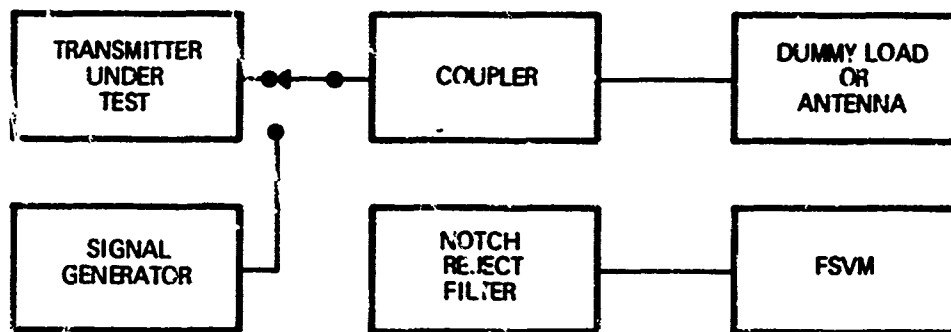 TRANSMITTER
UNDER
TEST
COUPLER
DUMMY LOAD
OR
ANTENNA
SIGNAL
GENERATOR
NOTCH
REJECT
FILTER
FSVM